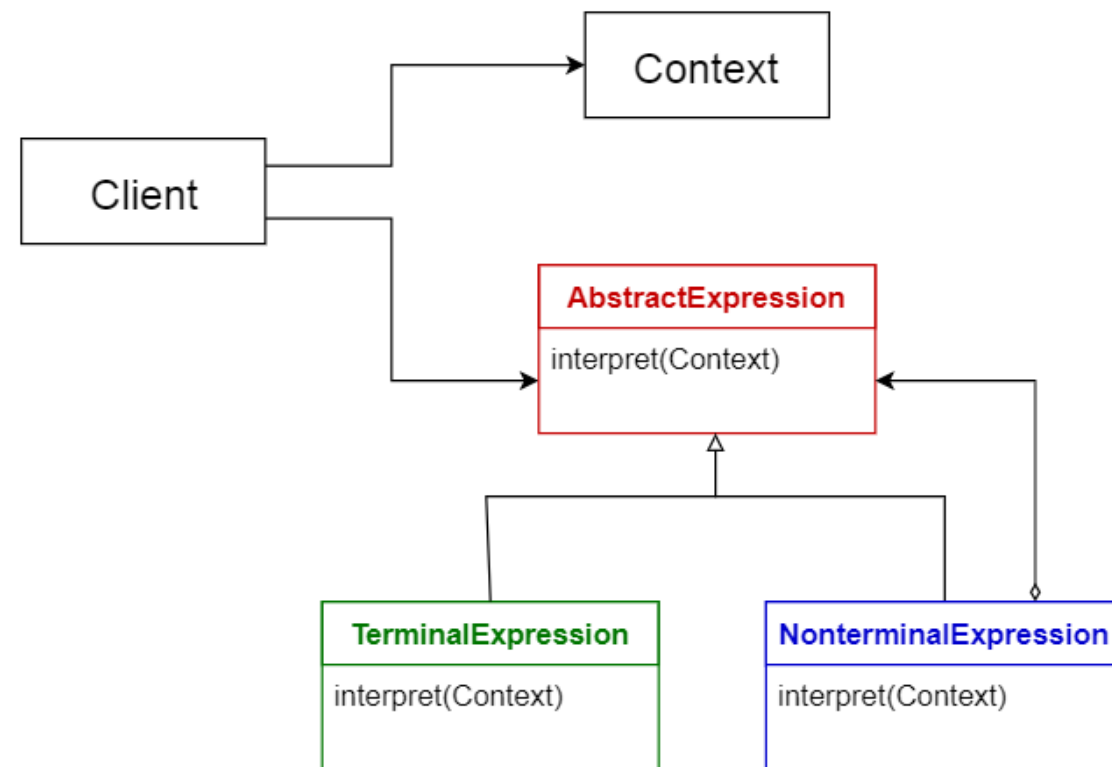 Context
Client
AbstractExpression
interpret(Context)
TerminalExpression
interpret(Context)
NonterminalExpression
interpret(Context)